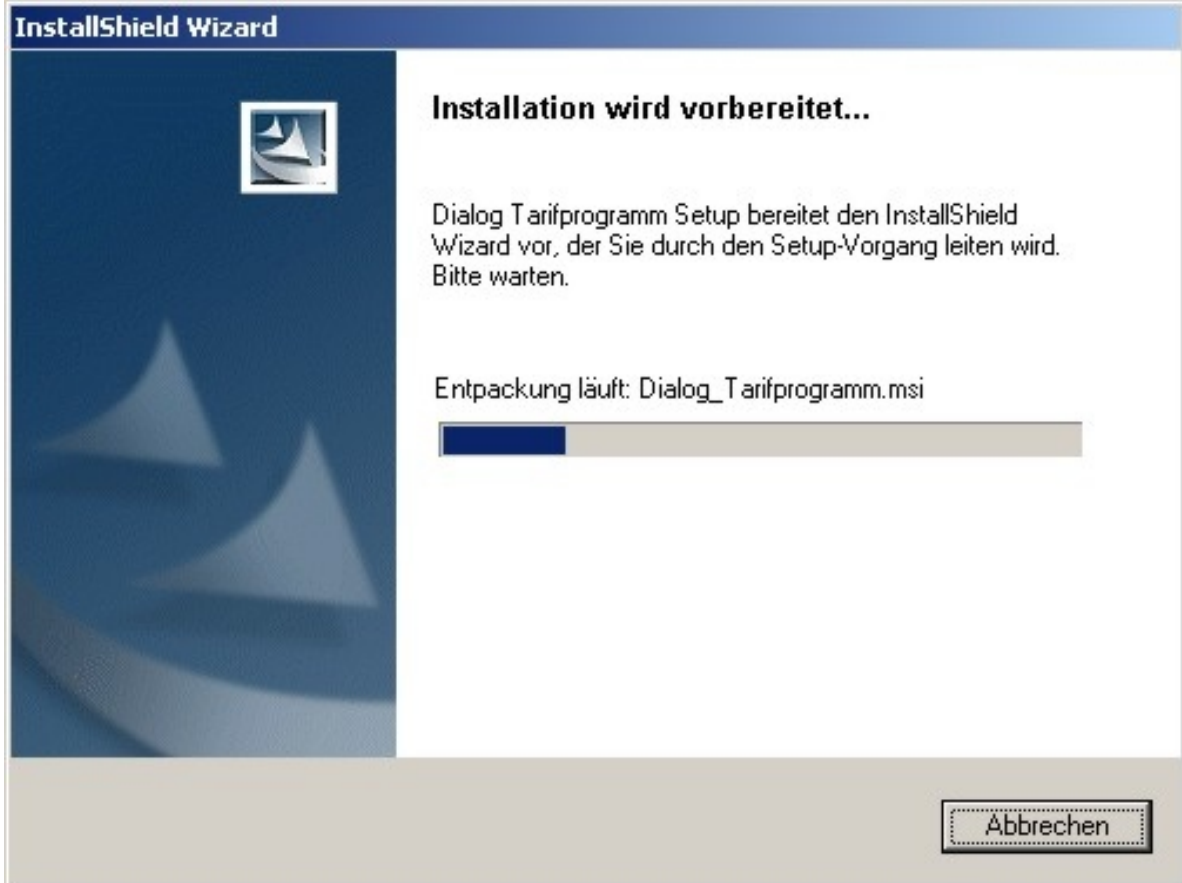 InstallShield Wizard
Installation wird vorbereitet...
Dialog Tarifprogramm Setup bereitet den InstallShield
Wizard vor, der Sie durch den Setup-Vorgang leiten wird.
Bitte warten.
Entpackung läuft: Dialog_Tarifprogramm.msi
Abbrechen